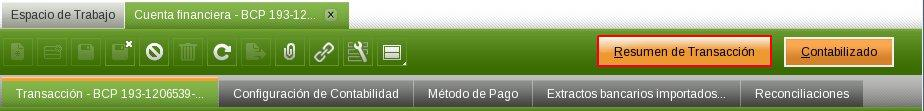 Espacio de Trabajo
Cuenta financiera - BCP 193-12...
Resumen de Transacción
Contabilizado
Transacción - BCP 193-1206539-...
Configuración de Contabilidad
Método de Pago
Extractos bancarios importados...
Reconciliaciones